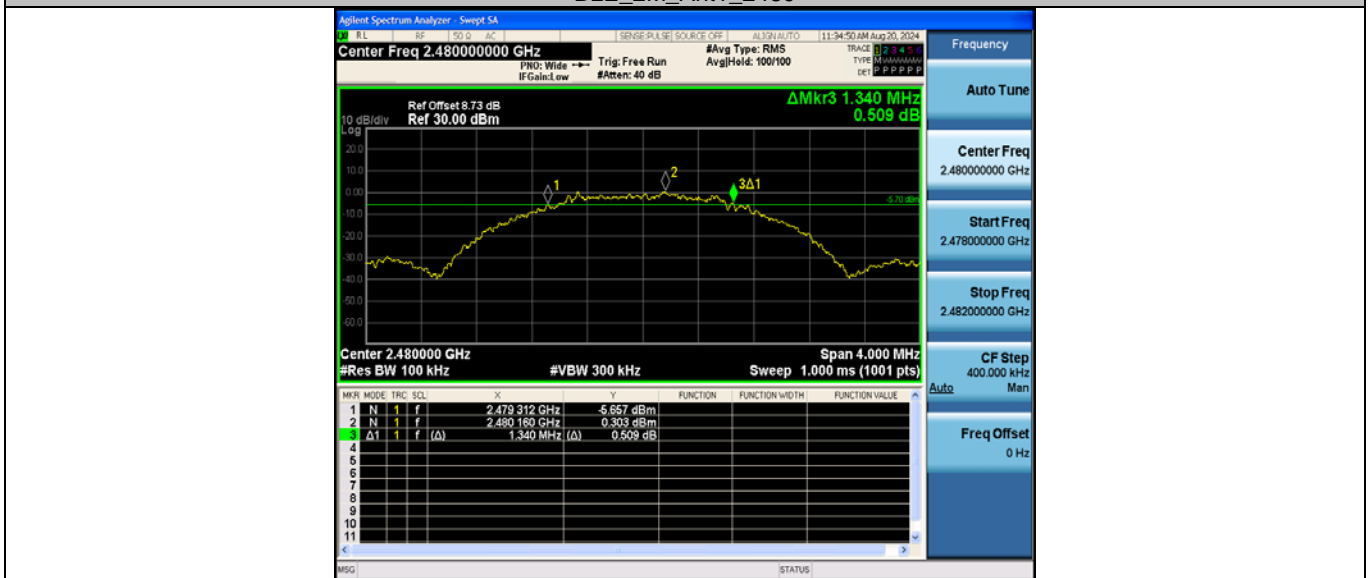 BLE_2M_Ant1_2480
Agilent Spectrum Analyzer - Swept SA
RL RF 50 Ω AC SENSE:PULSE SOURCE OFF ALIGN AUTO 11:34:50 AM Aug 20, 2024
Center Freq 2.480000000 GHz
PNO: Wide
IFGain:Low
Trig: Free Run
#Atten: 40 dB
#Avg Type: RMS
Avg|Hold: 100/100
TRACE 1 2 3 4 5 6
TYPE M
DET P P P P P P
Frequency
Auto Tune
Center Freq
2.480000000 GHz
Start Freq
2.478000000 GHz
Stop Freq
2.482000000 GHz
CF Step
400.000 kHz
Auto Man
Freq Offset
0 Hz
Ref Offset 8.73 dB
Ref 30.00 dBm
10 dB/div
Log
ΔMkr3 1.340 MHz
0.509 dB
20.0
10.0
0.00
-10.0
-20.0
-30.0
-40.0
-50.0
-60.0
1
2
3Δ1
-5.70 dBm
Center 2.480000 GHz
Span 4.000 MHz
#Res BW 100 kHz
#VBW 300 kHz
Sweep 1.000 ms (1001 pts)
MKR MODE TRC SCL X Y FUNCTION FUNCTION WIDTH FUNCTION VALUE
1 N 1 f 2.479 312 GHz -5.657 dBm
2 N 1 f 2.480 160 GHz 0.303 dBm
3 Δ1 1 f (Δ) 1.340 MHz (Δ) 0.509 dB
4
5
6
7
8
9
10
11
MSG
STATUS